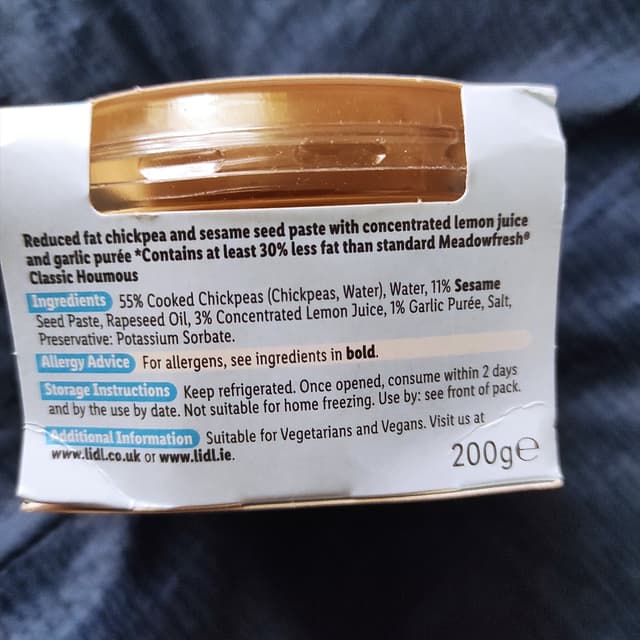 Reduced fat chickpea and sesame seed paste with concentrated lemon juice
and garlic purée *Contains at least 30% less fat than standard Meadowfresh®
Classic Houmous
Ingredients 55% Cooked Chickpeas (Chickpeas, Water), Water, 11% Sesame
Seed Paste, Rapeseed Oil, 3% Concentrated Lemon Juice, 1% Garlic Purée, Salt,
Preservative: Potassium Sorbate.
Allergy Advice For allergens, see ingredients in bold.
Storage Instructions Keep refrigerated. Once opened, consume within 2 days
and by the use by date. Not suitable for home freezing. Use by: see front of pack.
Additional Information Suitable for Vegetarians and Vegans. Visit us at
www.lidl.co.uk or www.lidl.ie.
200g℮